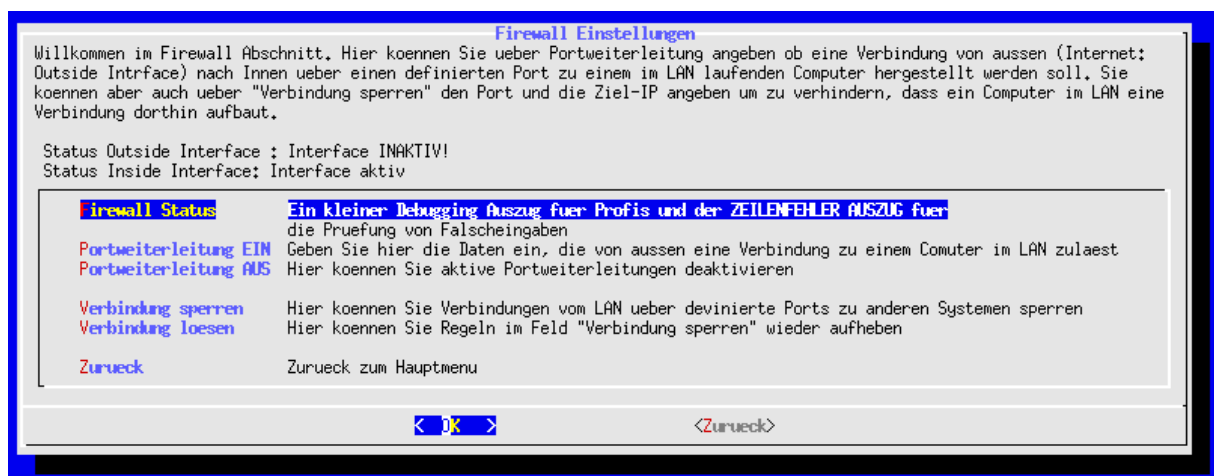 Firewall Einstellungen
Willkommen im Firewall Abschnitt. Hier koennen Sie ueber Portweiterleitung angeben ob eine Verbindung von aussen (Internet:
Outside Intrface) nach Innen ueber einen definierten Port zu einem im LAN laufenden Computer hergestellt werden soll. Sie
koennen aber auch ueber "Verbindung sperren" den Port und die Ziel-IP angeben um zu verhindern, dass ein Computer im LAN eine
Verbindung dorthin aufbaut.
Status Outside Interface : Interface INAKTIV!
Status Inside Interface: Interface aktiv
Firewall Status Ein kleiner Debugging Auszug fuer Profis und der ZEILENFEHLER AUSZUG fuer
die Pruefung von Falscheingaben
Portweiterleitung EIN Geben Sie hier die Daten ein, die von aussen eine Verbindung zu einem Comuter im LAN zulaest
Portweiterleitung AUS Hier koennen Sie aktive Portweiterleitungen deaktivieren
Verbindung sperren Hier koennen Sie Verbindungen vom LAN ueber devinierte Ports zu anderen Systemen sperren
Verbindung loesen Hier koennen Sie Regeln im Feld "Verbindung sperren" wieder aufheben
Zurueck Zurueck zum Hauptmenu
< OK > <Zurueck>